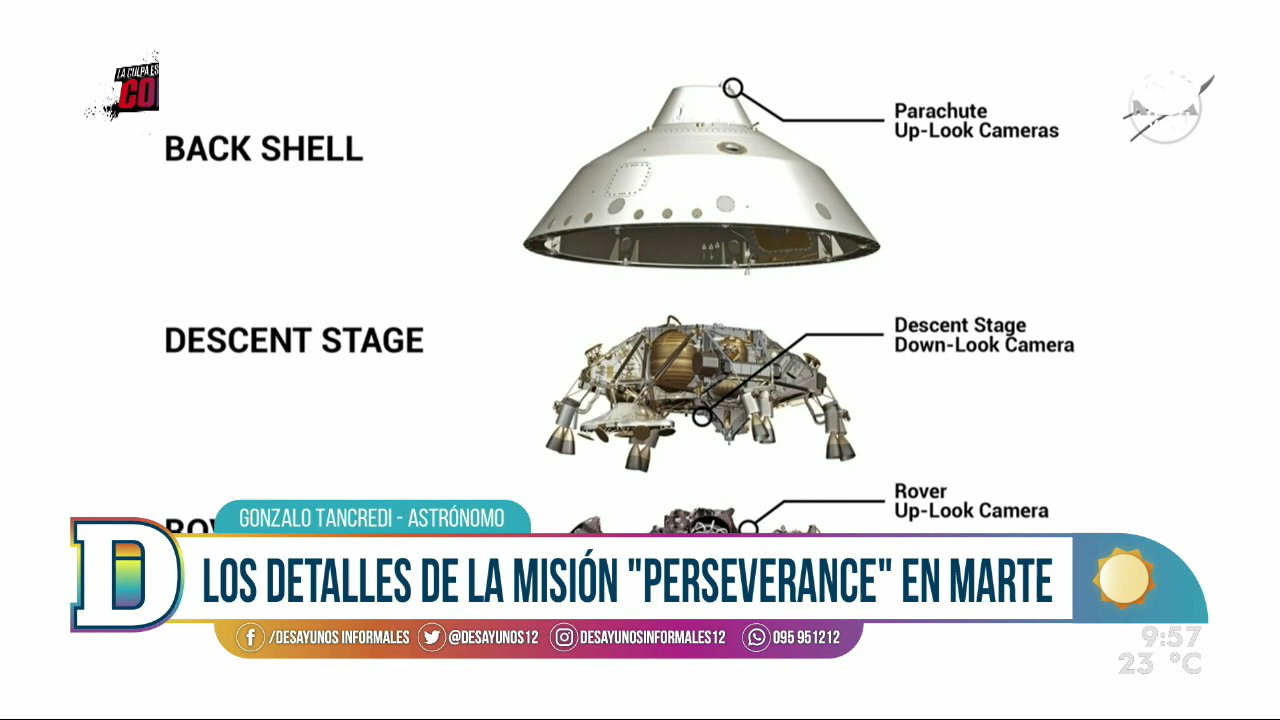 LA CULPA ES
CO
BACK SHELL
Parachute
Up-Look Cameras
DESCENT STAGE
Descent Stage
Down-Look Camera
Rover
Up-Look Camera
GONZALO TANCREDI - ASTRÓNOMO
D
LOS DETALLES DE LA MISIÓN "PERSEVERANCE" EN MARTE
/DESAYUNOS INFORMALES @DESAYUNOS12 DESAYUNOSINFORMALES12 095 951212
9:57
23 °C